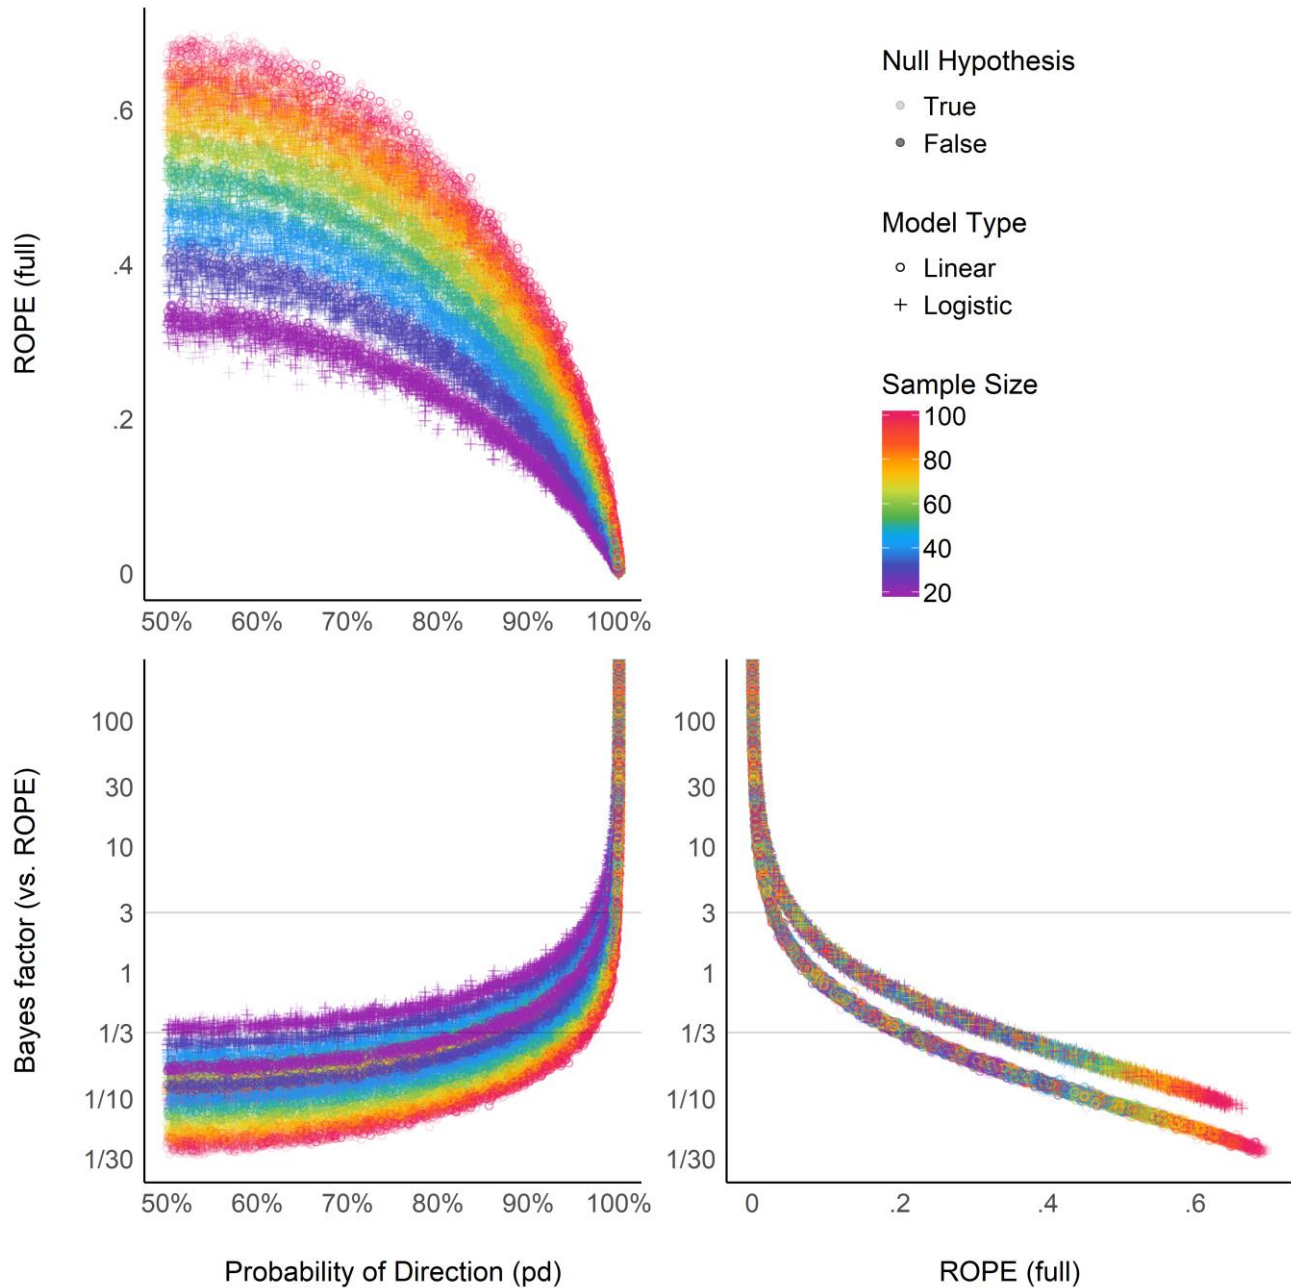 ROPE (full)
.6
.4
.2
0
50% 60% 70% 80% 90% 100%
Null Hypothesis
True
False
Model Type
Linear
Logistic
Sample Size
100
80
60
40
20
Bayes factor (vs. ROPE)
100
30
10
3
1
1/3
1/10
1/30
50% 60% 70% 80% 90% 100%
Probability of Direction (pd)
100
30
10
3
1
1/3
1/10
1/30
0 .2 .4 .6
ROPE (full)